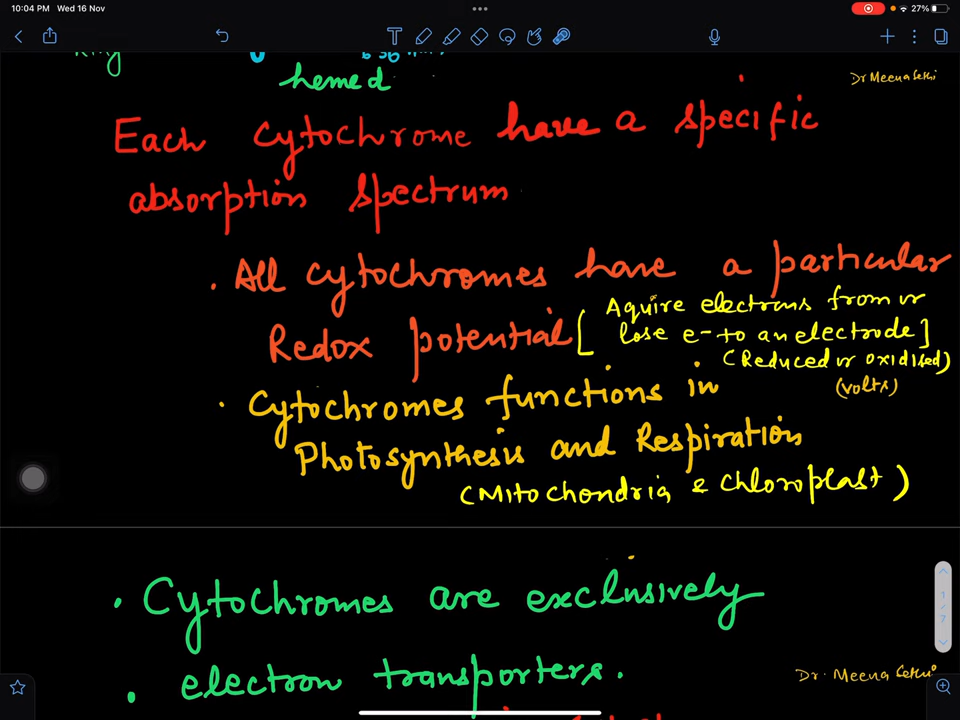 10:04 PM Wed 16 Nov
27%
heme d
Dr Meena Sethi
Each cytochrome have a specific
absorption spectrum
· All cytochromes have a particular
Redox potential [ Aquire electrons from or
lose e- to an electrode ]
(Reduced or oxidised)
(volts)
· Cytochromes functions in
Photosynthesis and Respiration
(Mitochondria & Chloroplast)
· Cytochromes are exclusively
· electron transporters.
Dr. Meena Sethi
1/7